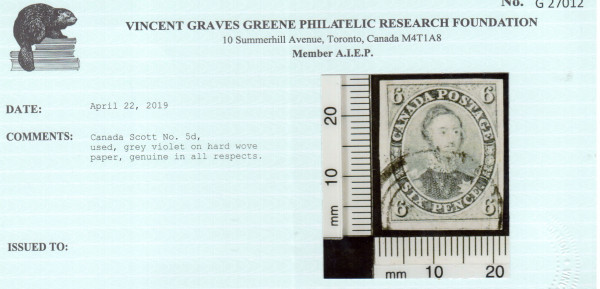 No. G 27012
VINCENT GRAVES GREENE PHILATELIC RESEARCH FOUNDATION
10 Summerhill Avenue, Toronto, Canada M4T1A8
Member A.I.E.P.
DATE: April 22, 2019
COMMENTS: Canada Scott No. 5d,
used, grey violet on hard wove
paper, genuine in all respects.
ISSUED TO:
20
10
mm
6 CANADA POSTAGE 6
6 SIX PENCE 6
mm 10 20